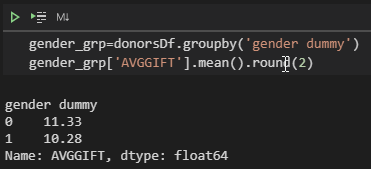 M↓
gender_grp=donorsDf.groupby('gender dummy')
gender_grp['AVGGIFT'].mean().round(2)
gender dummy
0    11.33
1    10.28
Name: AVGGIFT, dtype: float64